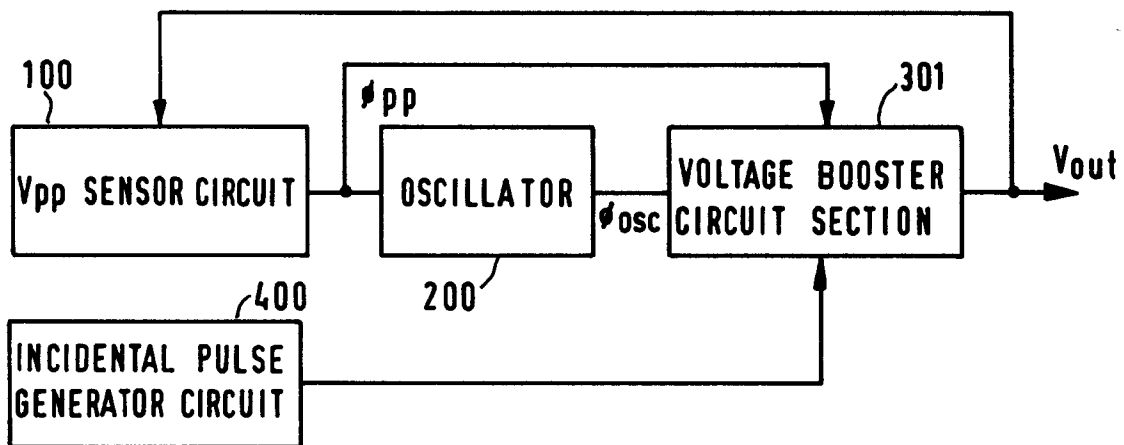 100
φpp
301
Vpp SENSOR CIRCUIT
OSCILLATOR
φosc
VOLTAGE BOOSTER
CIRCUIT SECTION
Vout
200
400
INCIDENTAL PULSE
GENERATOR CIRCUIT